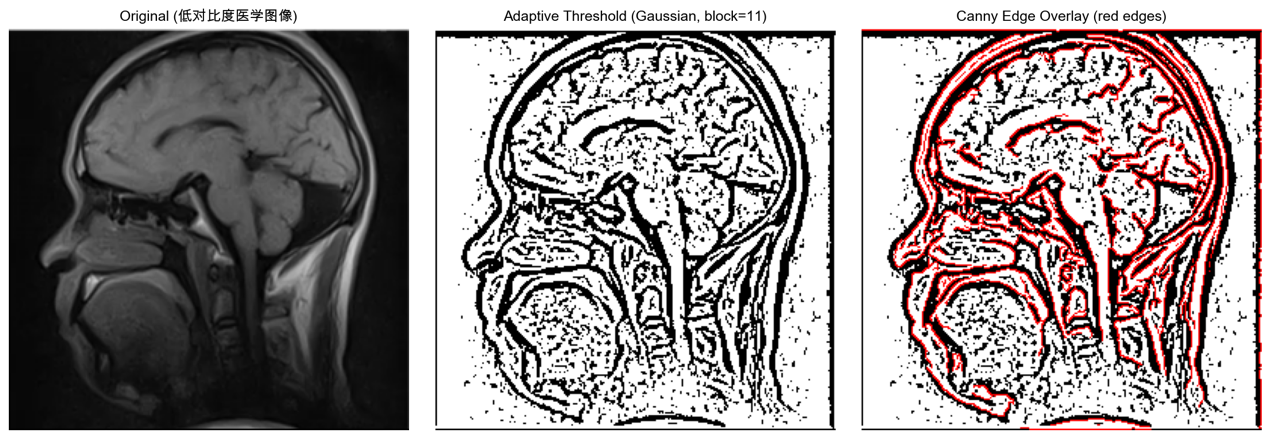 Original (低对比度医学图像)
Adaptive Threshold (Gaussian, block=11)
Canny Edge Overlay (red edges)